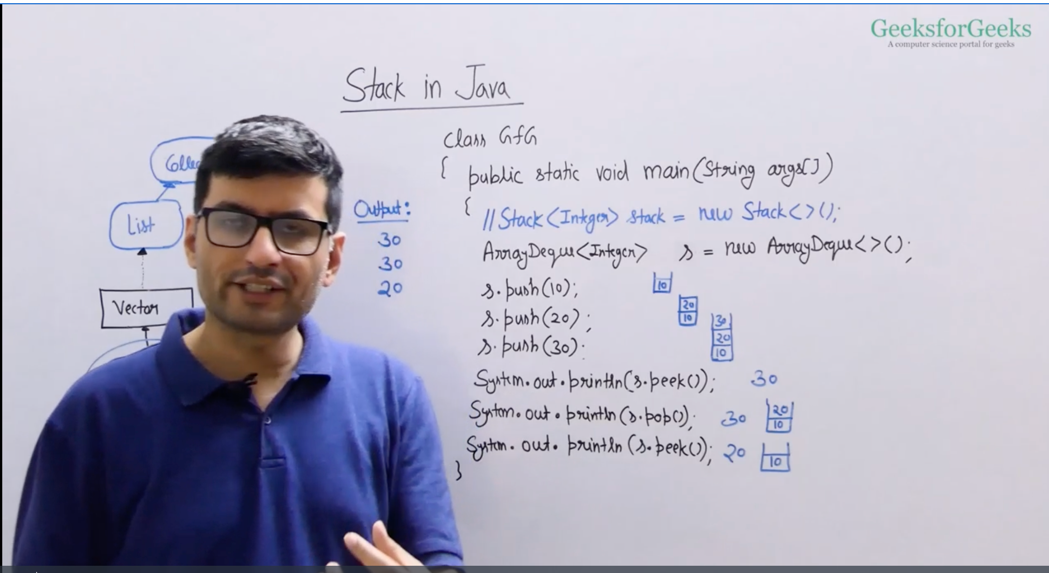 GeeksforGeeks
A computer science portal for geeks
Stack in Java
List
Vector
Output:
30
30
20
class GfG
{ public static void main(String args[])
{ //Stack<Integer> stack = new Stack<>();
ArrayDeque<Integer> s = new ArrayDeque<>();
s.push(10); 10
s.push(20); 20 10
s.push(30): 30 20 10
System.out.println(s.peek()); 30
System.out.println(s.pop(); 30 20 10
System.out.println(s.peek(); 20 10
}